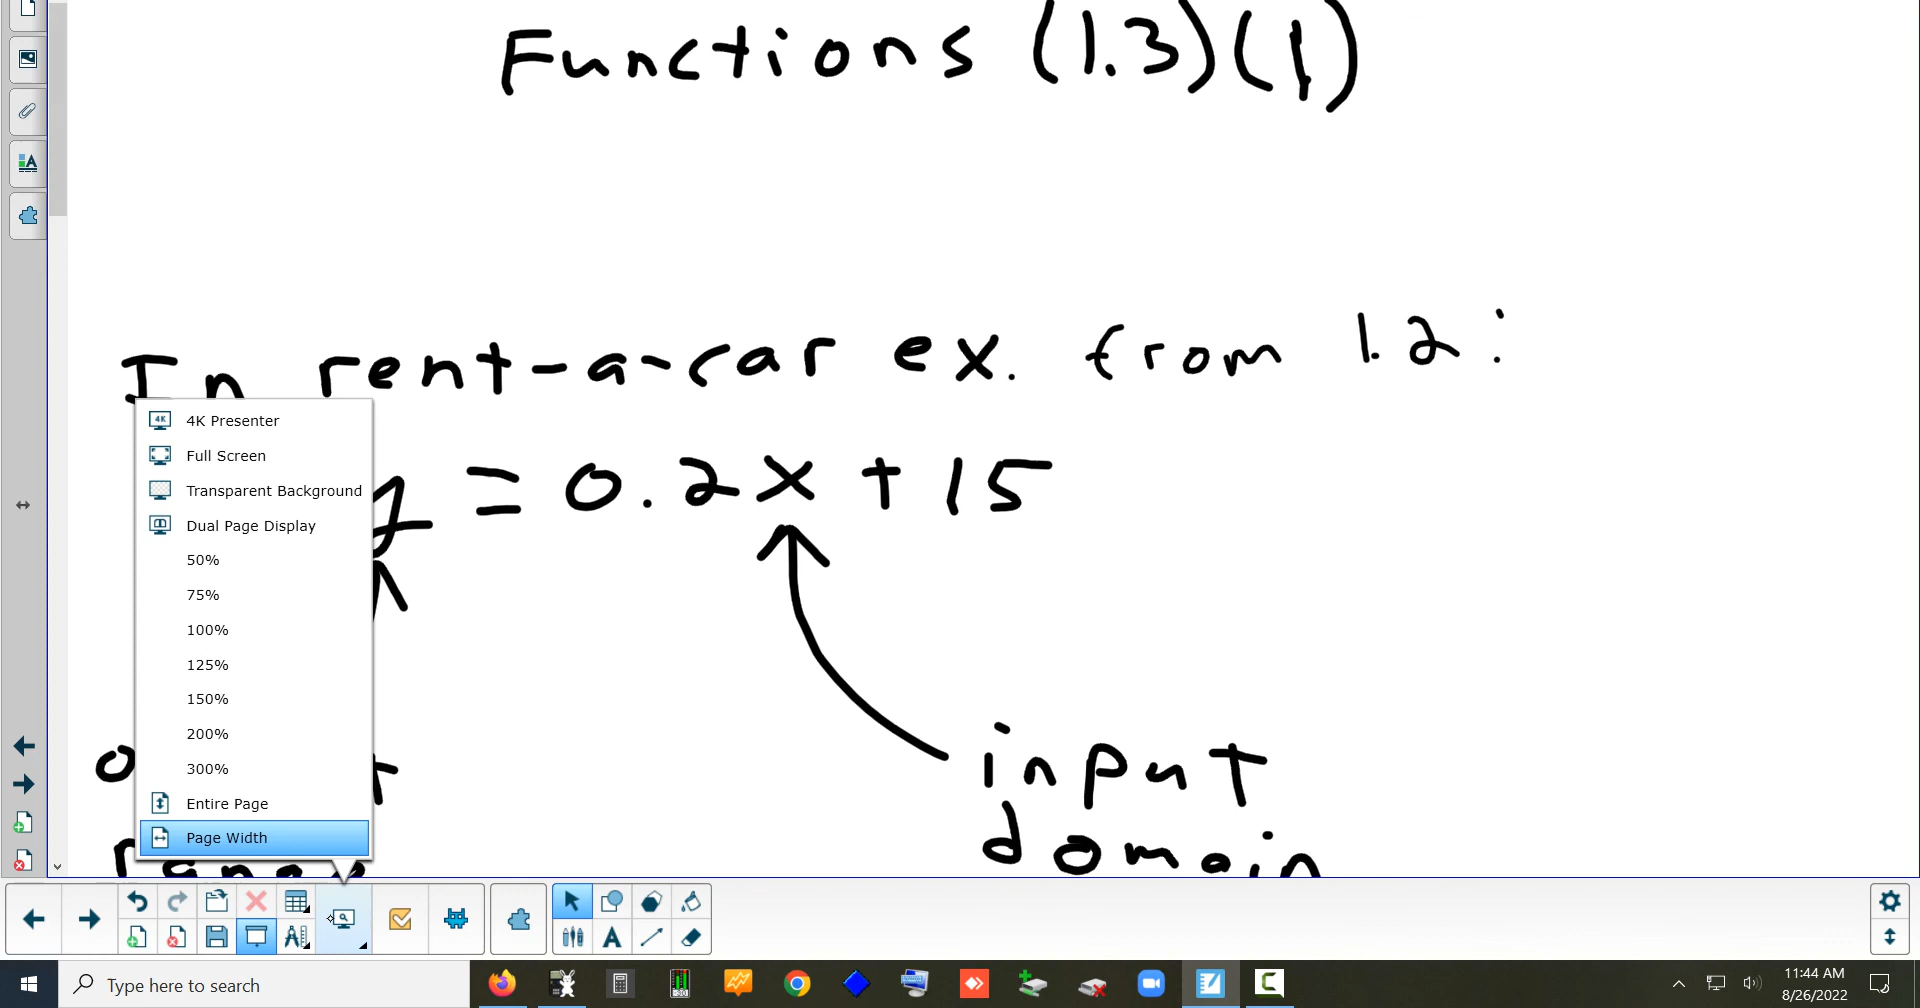 Functions (1.3)(1)
In rent-a-car ex. from 1.2:
y = 0.2x + 15
input
domain
4K Presenter
Full Screen
Transparent Background
Dual Page Display
50%
75%
100%
125%
150%
200%
300%
Entire Page
Page Width
Type here to search
11:44 AM
8/26/2022